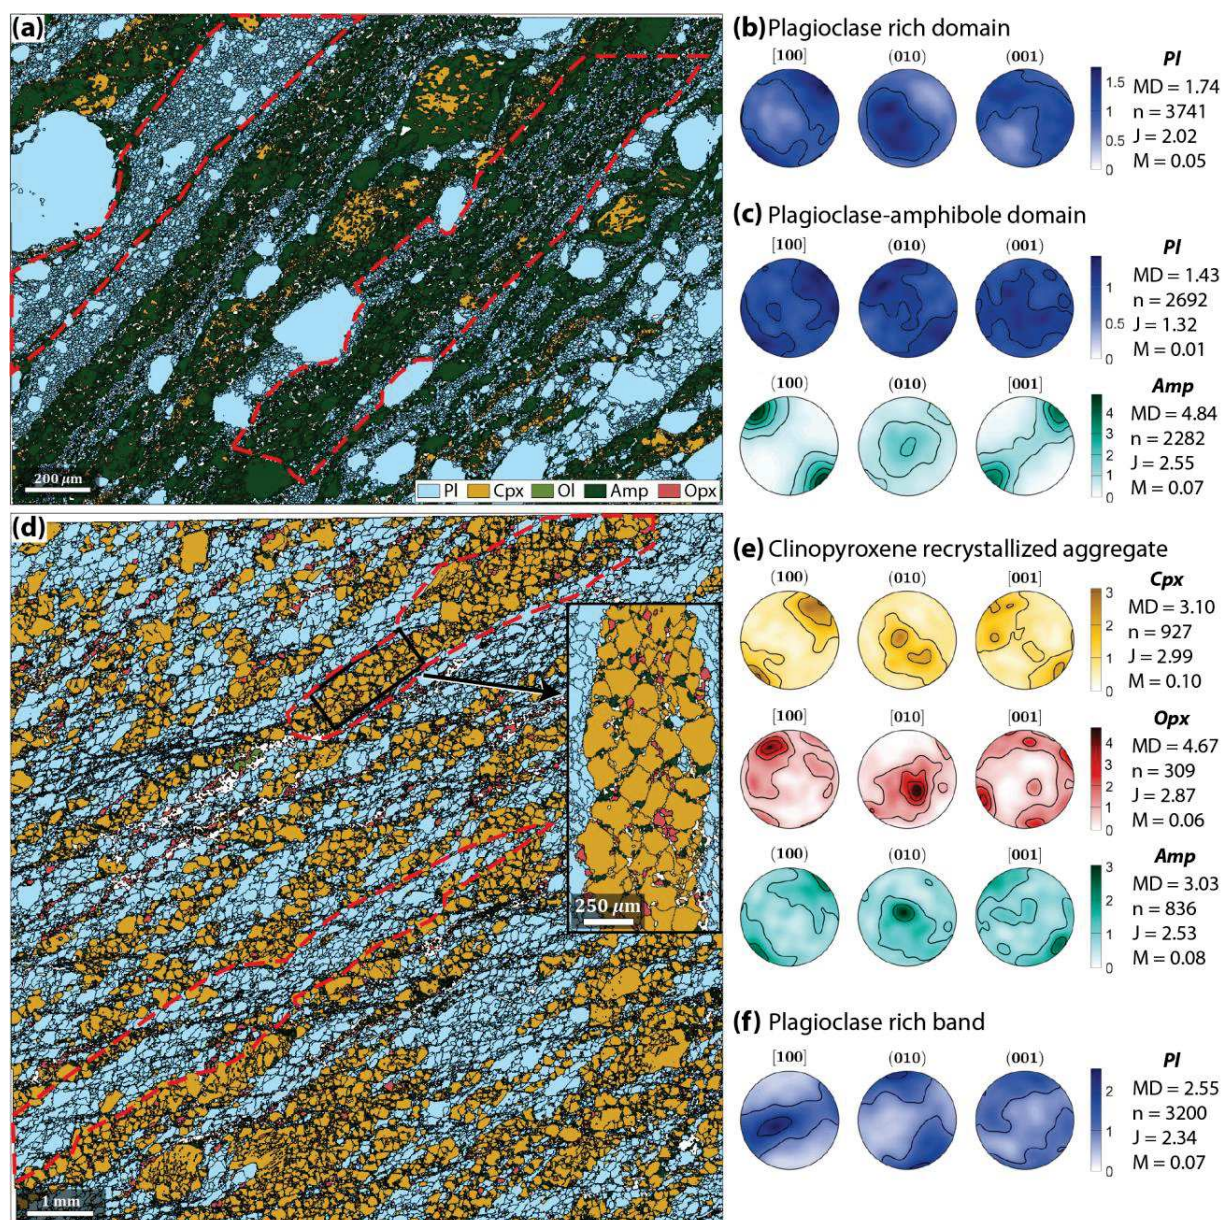 (a)
200 µm
Pl Cpx Ol Amp Opx
(b) Plagioclase rich domain
[100] (010) (001)
1.5
1
0.5
0
Pl
MD = 1.74
n = 3741
J = 2.02
M = 0.05
(c) Plagioclase-amphibole domain
[100] (010) (001)
1
0.5
0
Pl
MD = 1.43
n = 2692
J = 1.32
M = 0.01
(100) (010) [001]
4
3
2
1
0
Amp
MD = 4.84
n = 2282
J = 2.55
M = 0.07
(d)
250 µm
1 mm
(e) Clinopyroxene recrystallized aggregate
(100) (010) [001]
3
2
1
0
Cpx
MD = 3.10
n = 927
J = 2.99
M = 0.10
[100] [010] [001]
4
3
2
1
0
Opx
MD = 4.67
n = 309
J = 2.87
M = 0.06
(100) (010) [001]
3
2
1
0
Amp
MD = 3.03
n = 836
J = 2.53
M = 0.08
(f) Plagioclase rich band
[100] (010) (001)
2
1
0
Pl
MD = 2.55
n = 3200
J = 2.34
M = 0.07